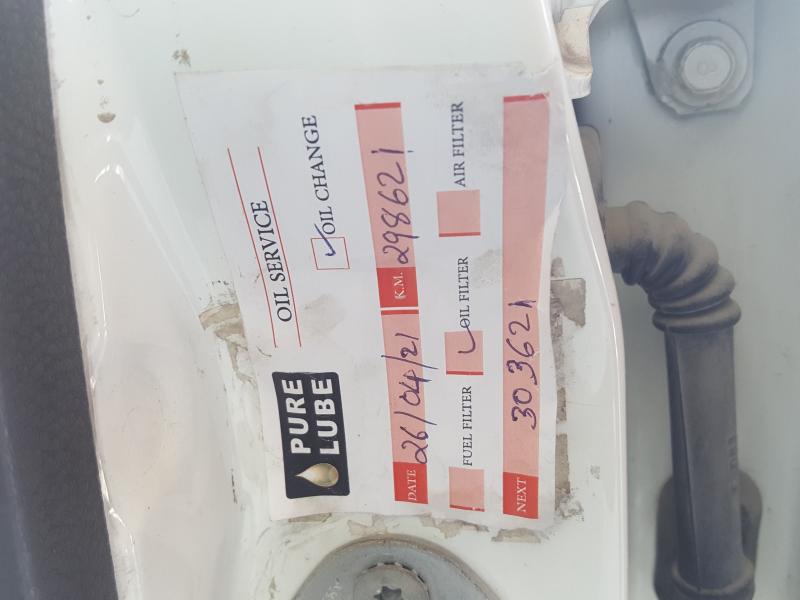 PURE
LUBE
OIL SERVICE
✓ OIL CHANGE
DATE 26/04/21 K.M. 298621
FUEL FILTER ✓ OIL FILTER AIR FILTER
NEXT 303621